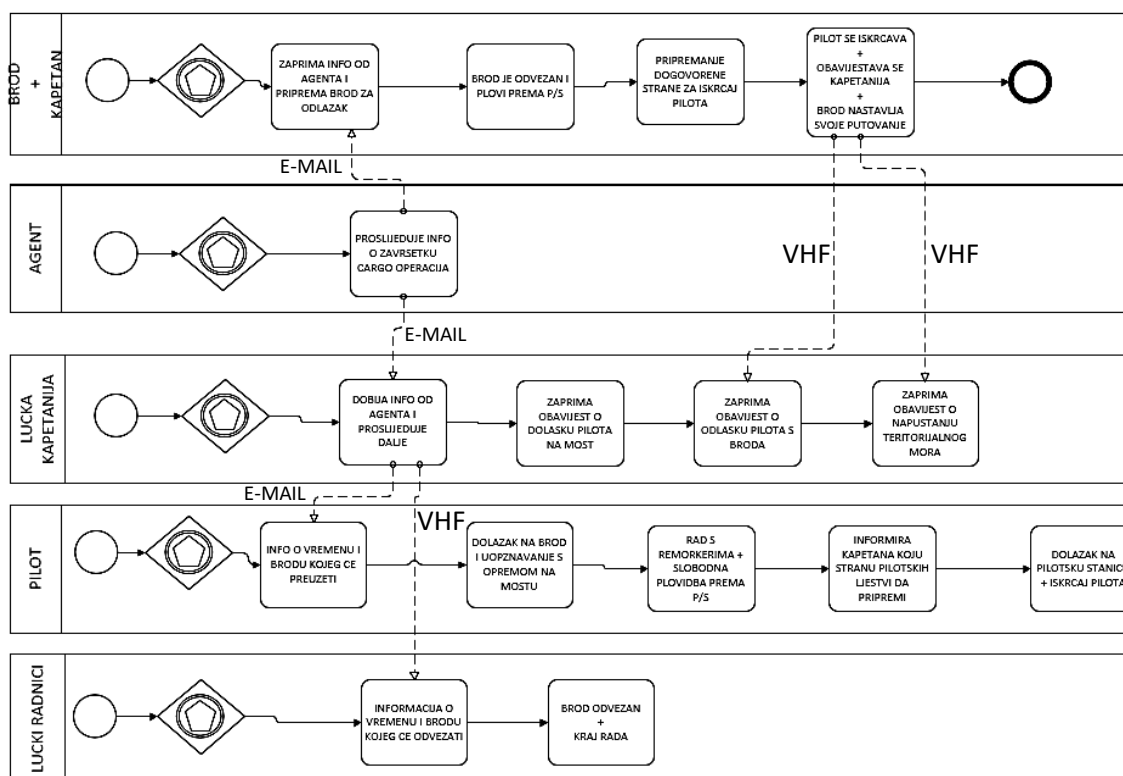 BROD
+
KAPETAN
ZAPRIMA INFO OD
AGENTA I
PRIPREMA BROD ZA
ODLAZAK
BROD JE ODVEZAN I
PLOVI PREMA P/S
PRIPREMANJE
DOGOVORENE
STRANE ZA ISKRCAJ
PILOTA
PILOT SE ISKRCAVA
+
OBAVIJESTAVA SE
KAPETANIJA
+
BROD NASTAVLJA
SVOJE PUTOVANJE
E-MAIL
AGENT
PROSLIJEDUJE INFO
O ZAVRSETKU
CARGO OPERACIJA
VHF
VHF
E-MAIL
LUCKA
KAPETANIJA
DOBIJA INFO OD
AGENTA I
PROSLIJEDUJE
DALJE
ZAPRIMA
OBAVIJEST O
DOLASKU PILOTA
NA MOST
ZAPRIMA
OBAVIJEST O
ODLASKU PILOTA S
BRODA
ZAPRIMA
OBAVIJEST O
NAPUSTANJU
TERITORIJALNOG
MORA
E-MAIL
VHF
PILOT
INFO O VREMENU I
BRODU KOJEG CE
PREUZETI
DOLAZAK NA BROD
I UOPZNAVANJE S
OPREMOM NA
MOSTU
RAD S
REMORKERIMA +
SLOBODNA
PLOVIDBA PREMA
P/S
INFORMIRA
KAPETANA KOJU
STRANU PILOTSKIH
LJESTVI DA
PRIPREMI
DOLAZAK NA
PILOTSKU STANIC
+ ISKRCAJ PILOTA
LUCKI RADNICI
INFORMACIJA O
VREMENU I BRODU
KOJEG CE ODVEZATI
BROD ODVEZAN
+
KRAJ RADA